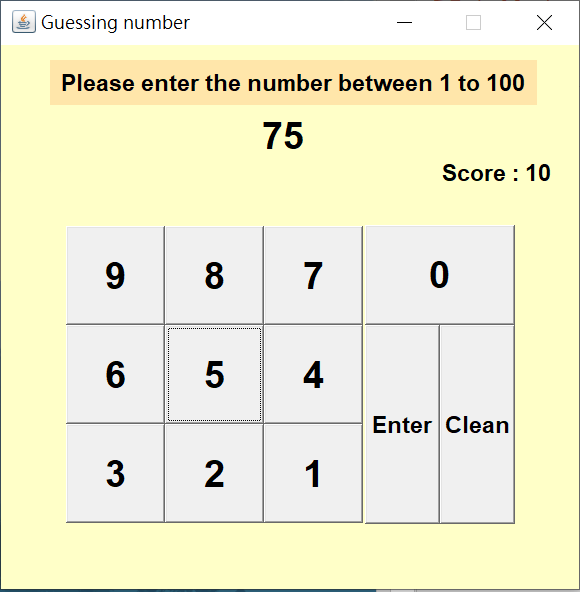 Guessing number
Please enter the number between 1 to 100
75
Score : 10
9 8 7 0
6 5 4
Enter Clean
3 2 1